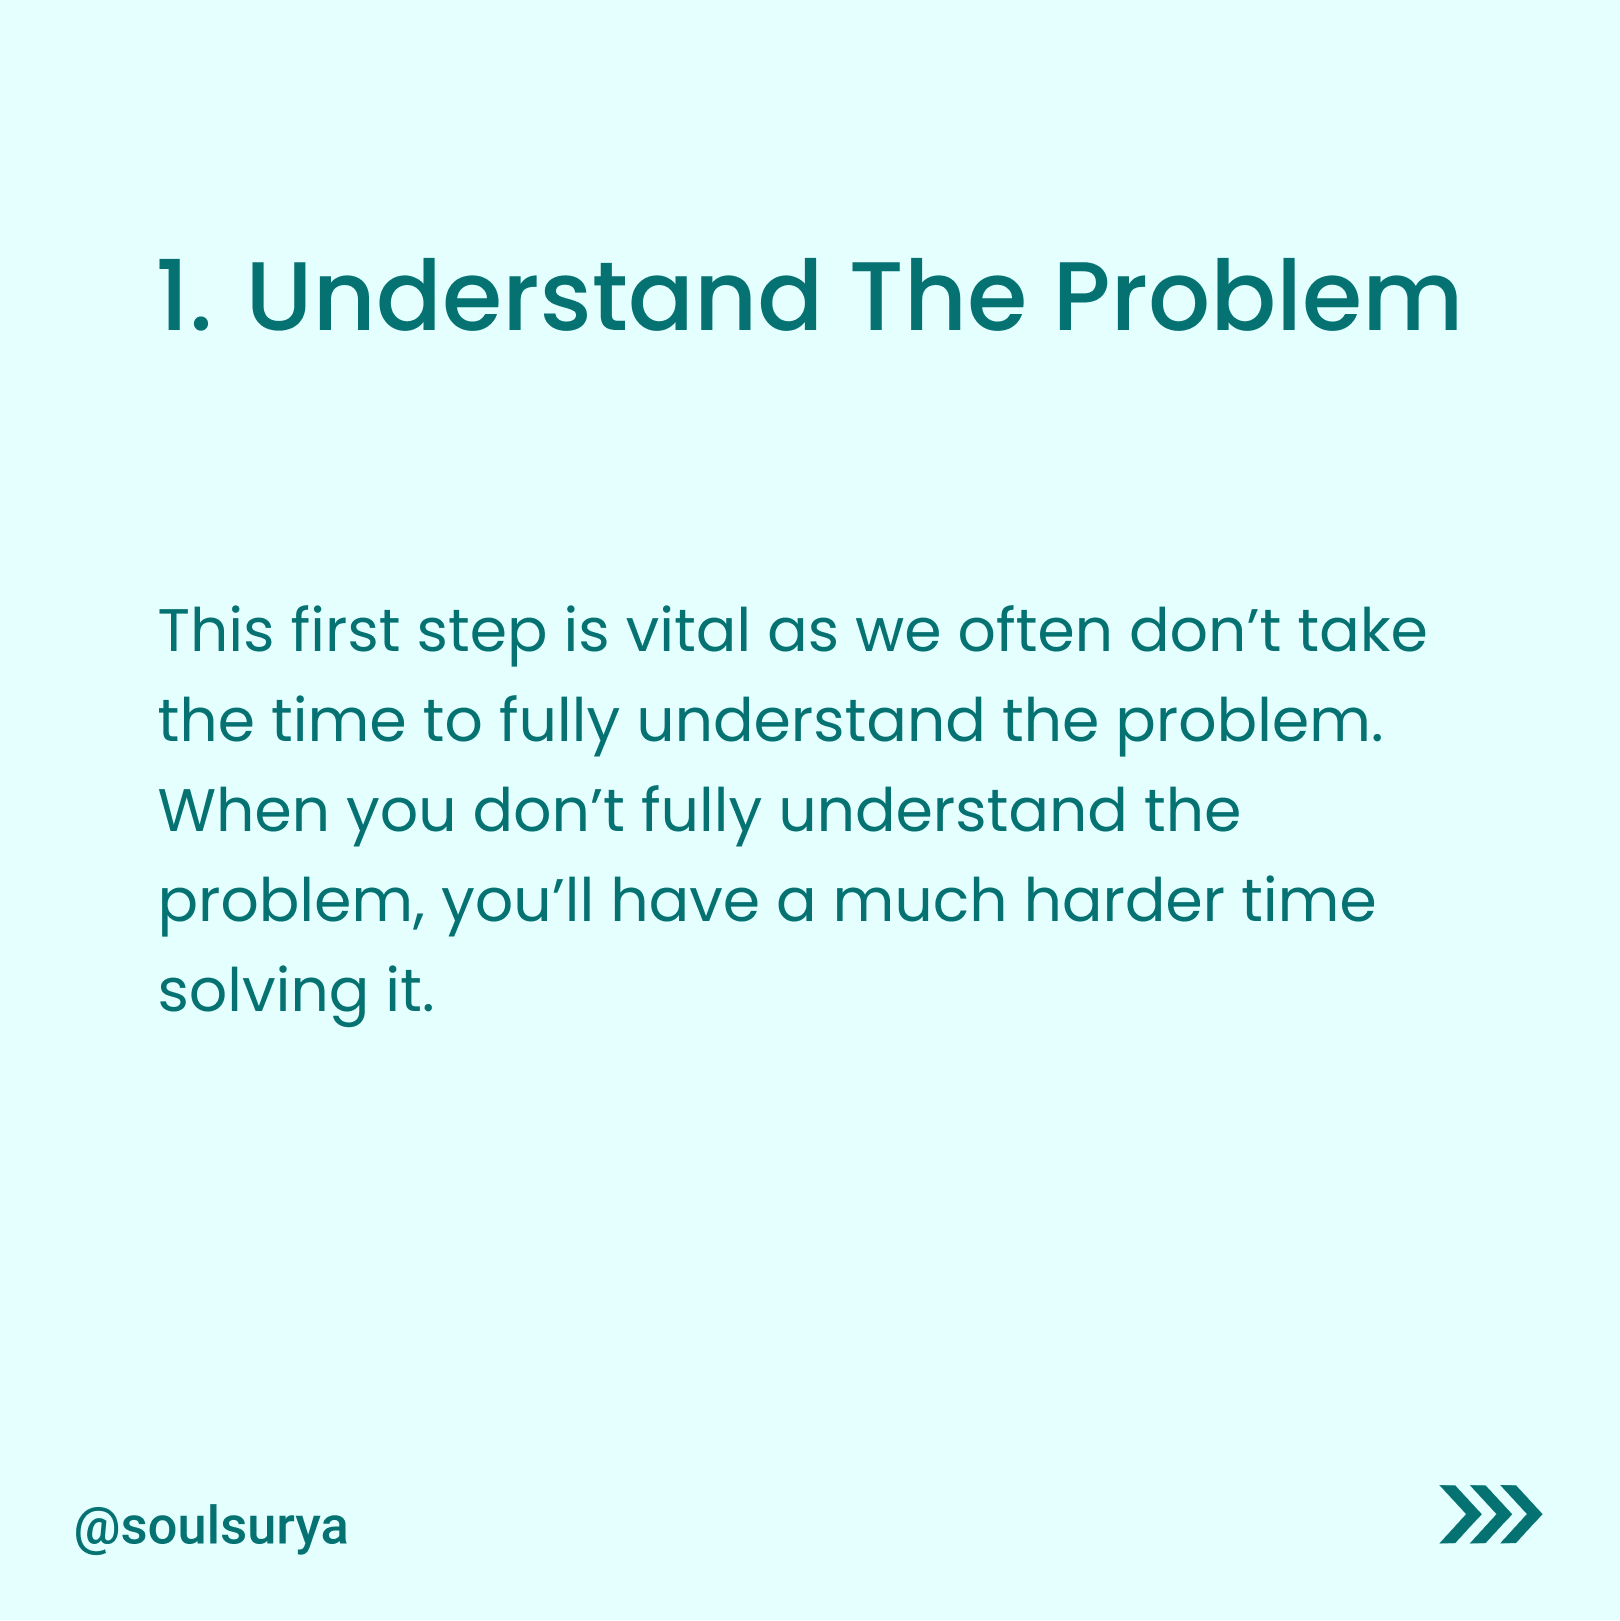 1. Understand The Problem
This first step is vital as we often don’t take
the time to fully understand the problem.
When you don’t fully understand the
problem, you’ll have a much harder time
solving it.
@soulsurya